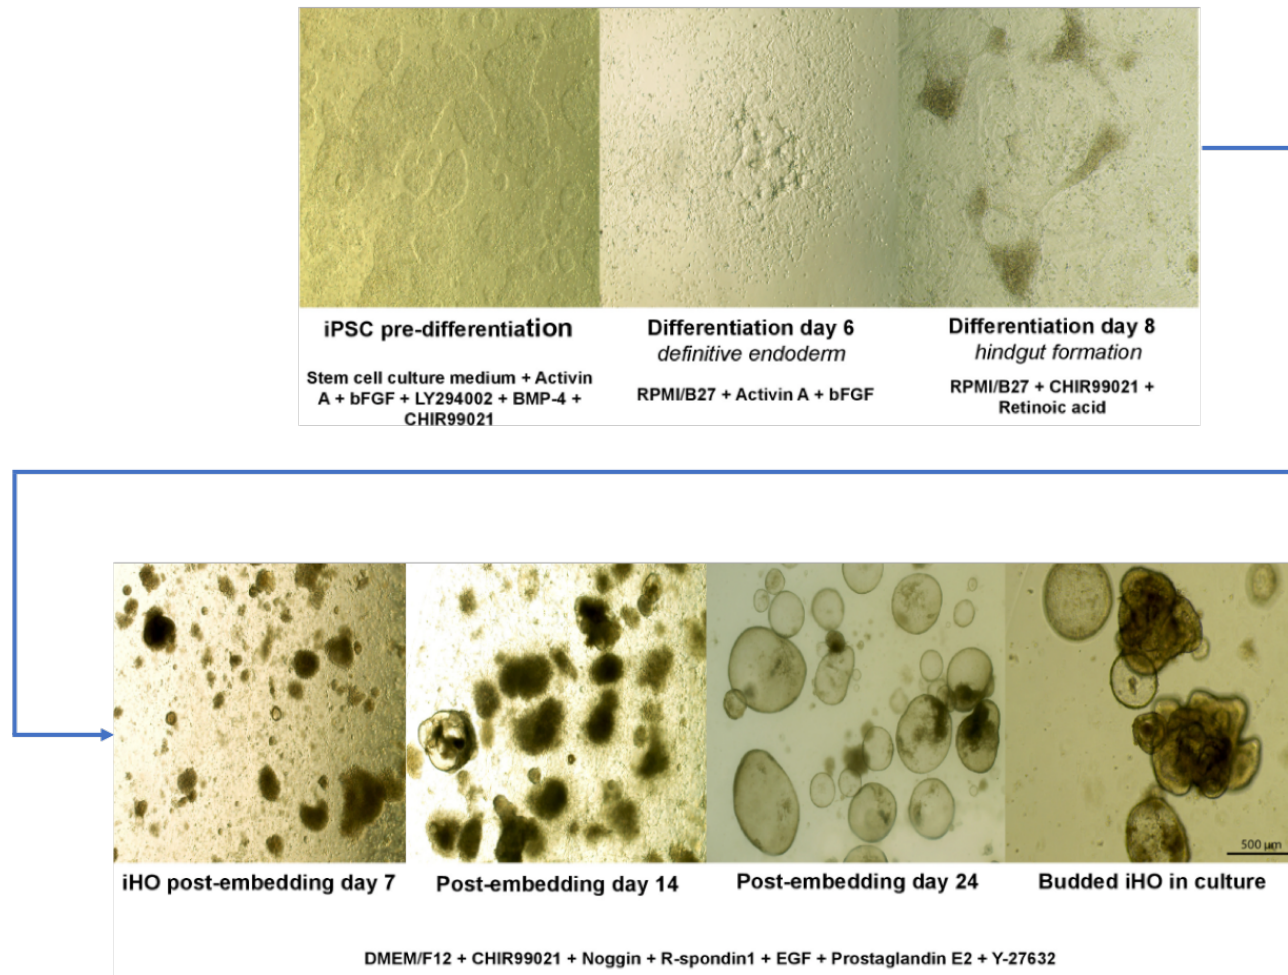 iPSC pre-differentiation
Stem cell culture medium + Activin
A + bFGF + LY294002 + BMP-4 +
CHIR99021
Differentiation day 6
definitive endoderm
RPMI/B27 + Activin A + bFGF
Differentiation day 8
hindgut formation
RPMI/B27 + CHIR99021 +
Retinoic acid
500 µm
iHO post-embedding day 7
Post-embedding day 14
Post-embedding day 24
Budded iHO in culture
DMEM/F12 + CHIR99021 + Noggin + R-spondin1 + EGF + Prostaglandin E2 + Y-27632